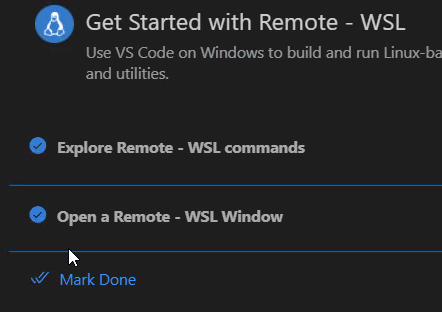 Get Started with Remote - WSL
Use VS Code on Windows to build and run Linux-ba
and utilities.
Explore Remote - WSL commands
Open a Remote - WSL Window
Mark Done